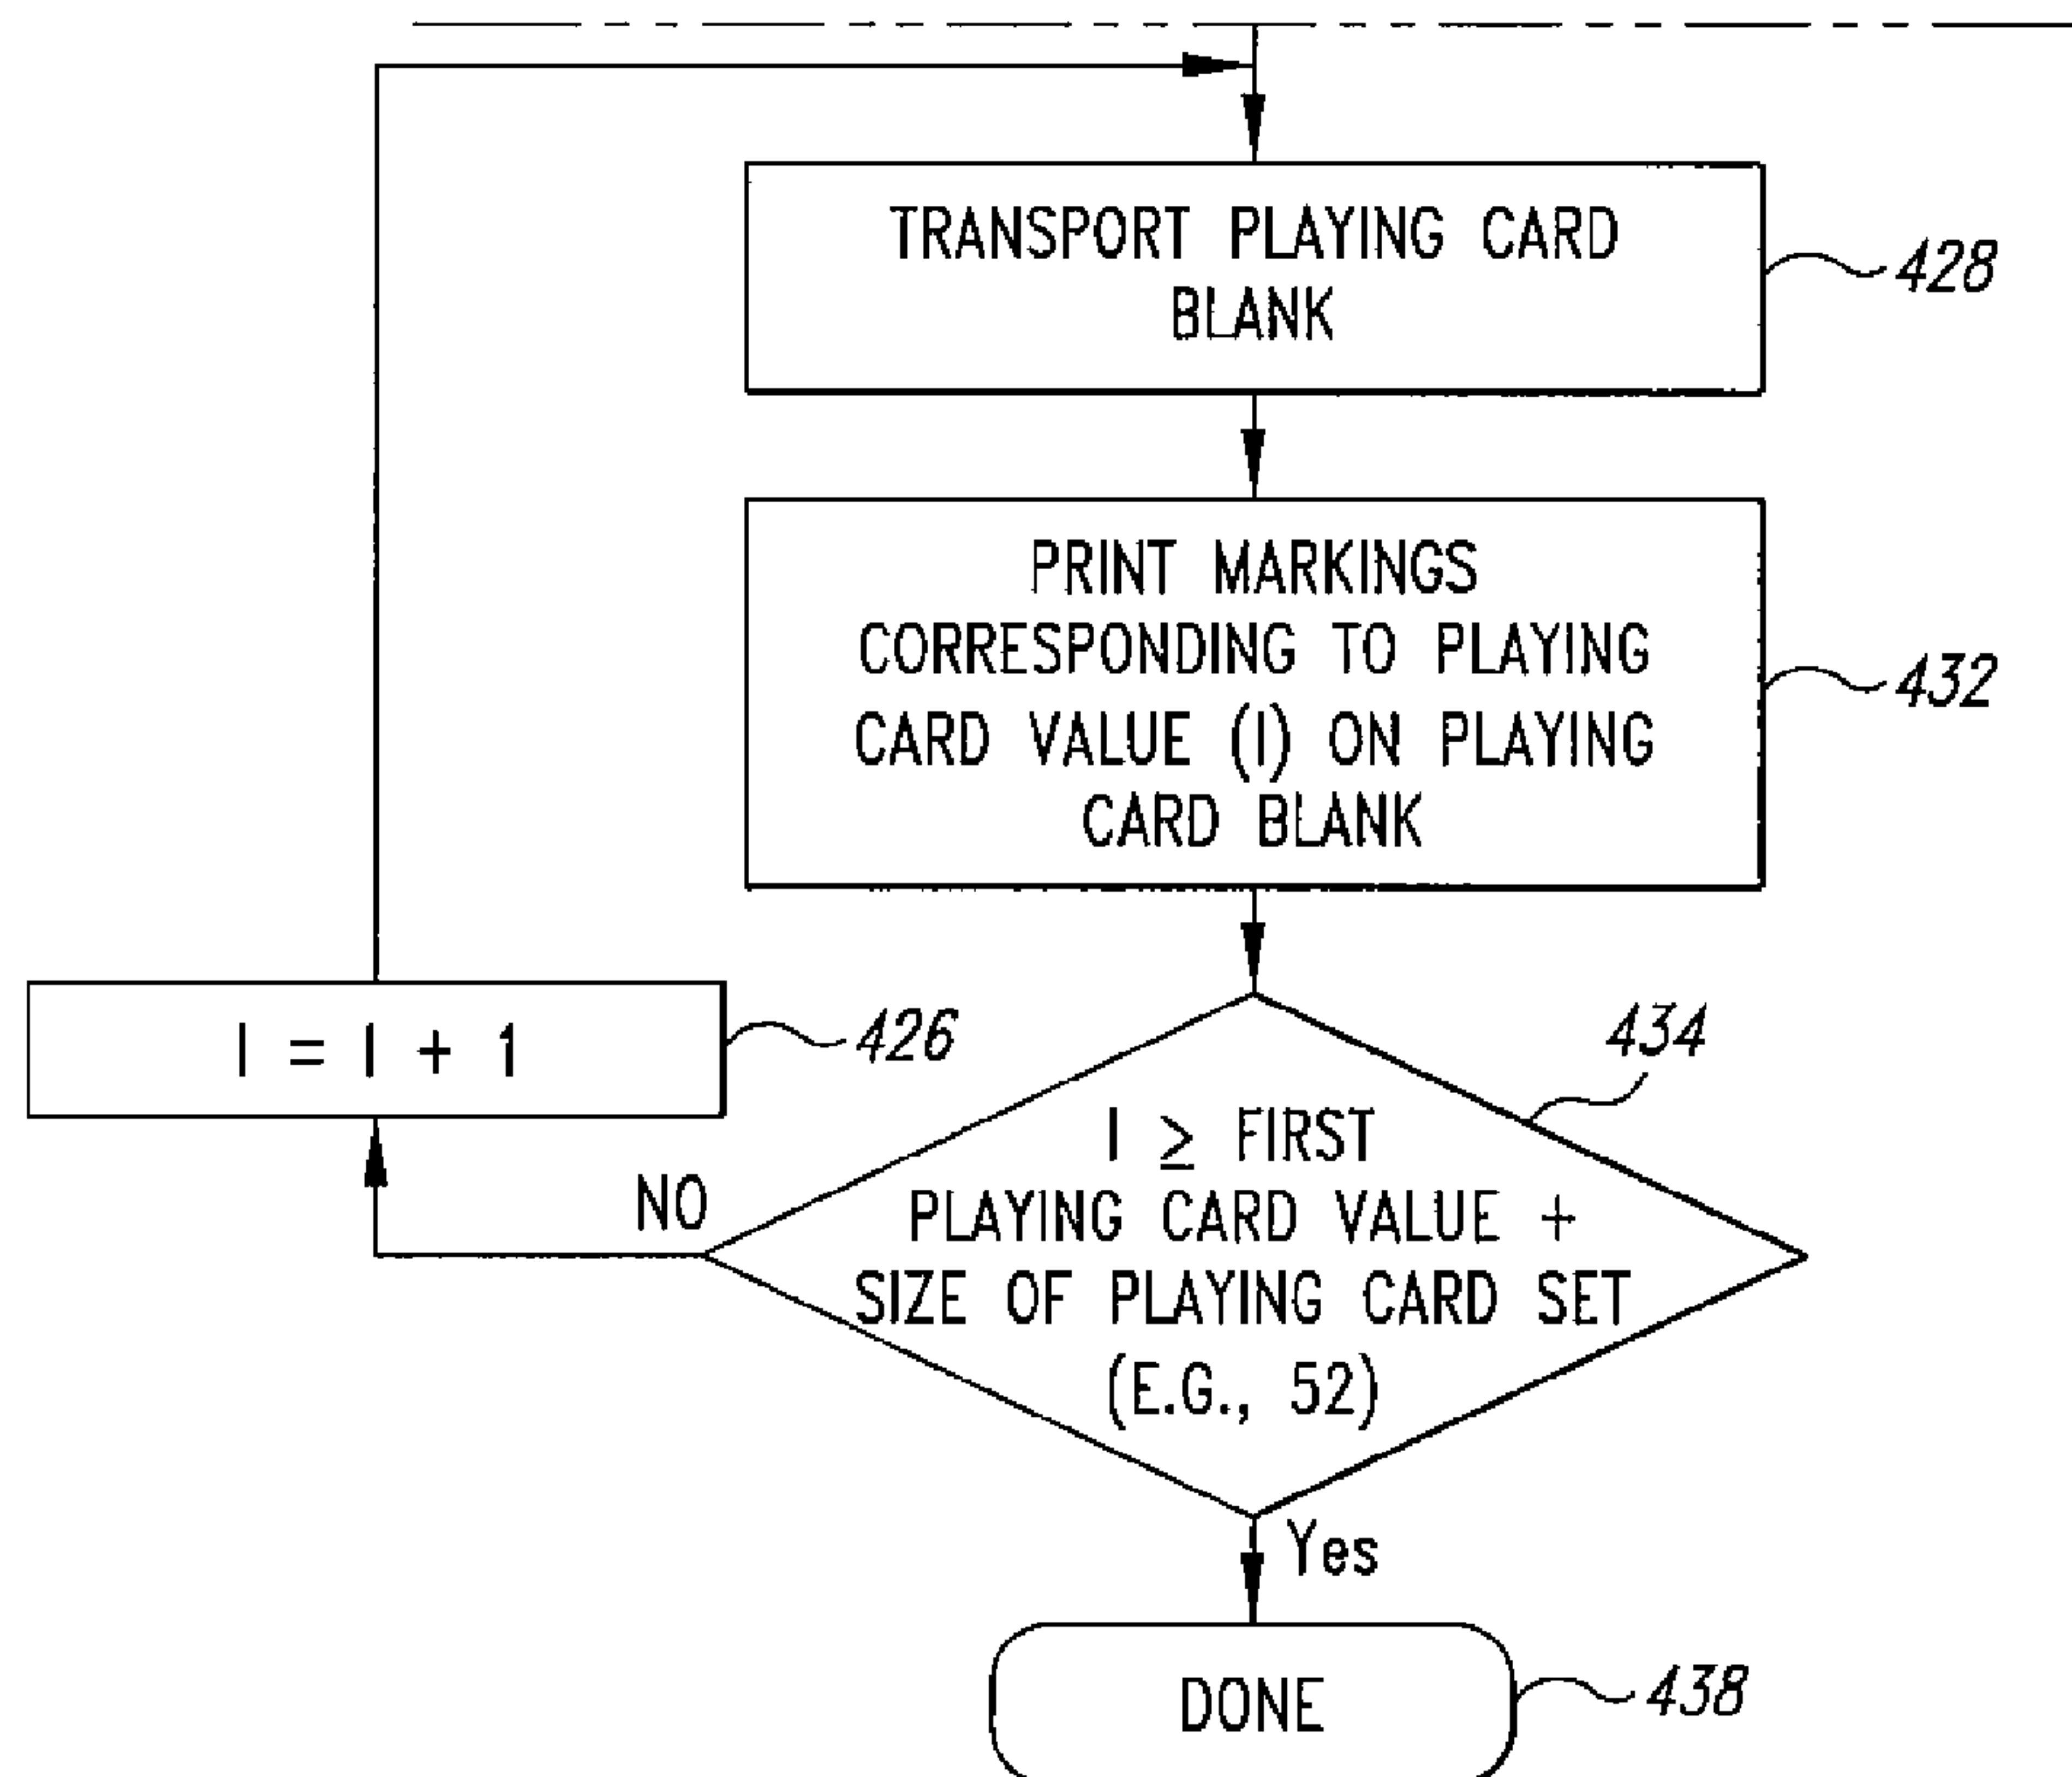 TRANSPORT PLAYING CARD
BLANK
428
PRINT MARKINGS
CORRESPONDING TO PLAYING
CARD VALUE (I) ON PLAYING
CARD BLANK
432
I = I + 1
426
434
I ≥ FIRST
PLAYING CARD VALUE +
SIZE OF PLAYING CARD SET
(E.G., 52)
NO
Yes
DONE
438